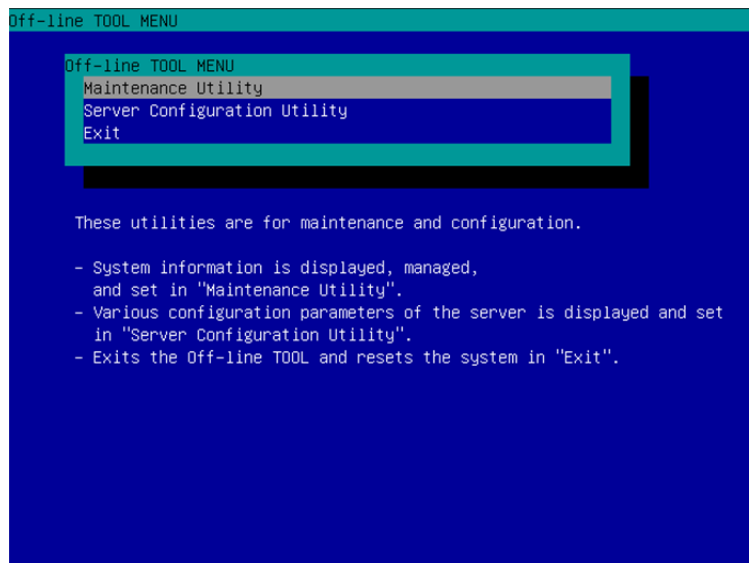 Off-line TOOL MENU
Off-line TOOL MENU
Maintenance Utility
Server Configuration Utility
Exit
These utilities are for maintenance and configuration.
- System information is displayed, managed,
and set in "Maintenance Utility".
- Various configuration parameters of the server is displayed and set
in "Server Configuration Utility".
- Exits the Off-line TOOL and resets the system in "Exit".